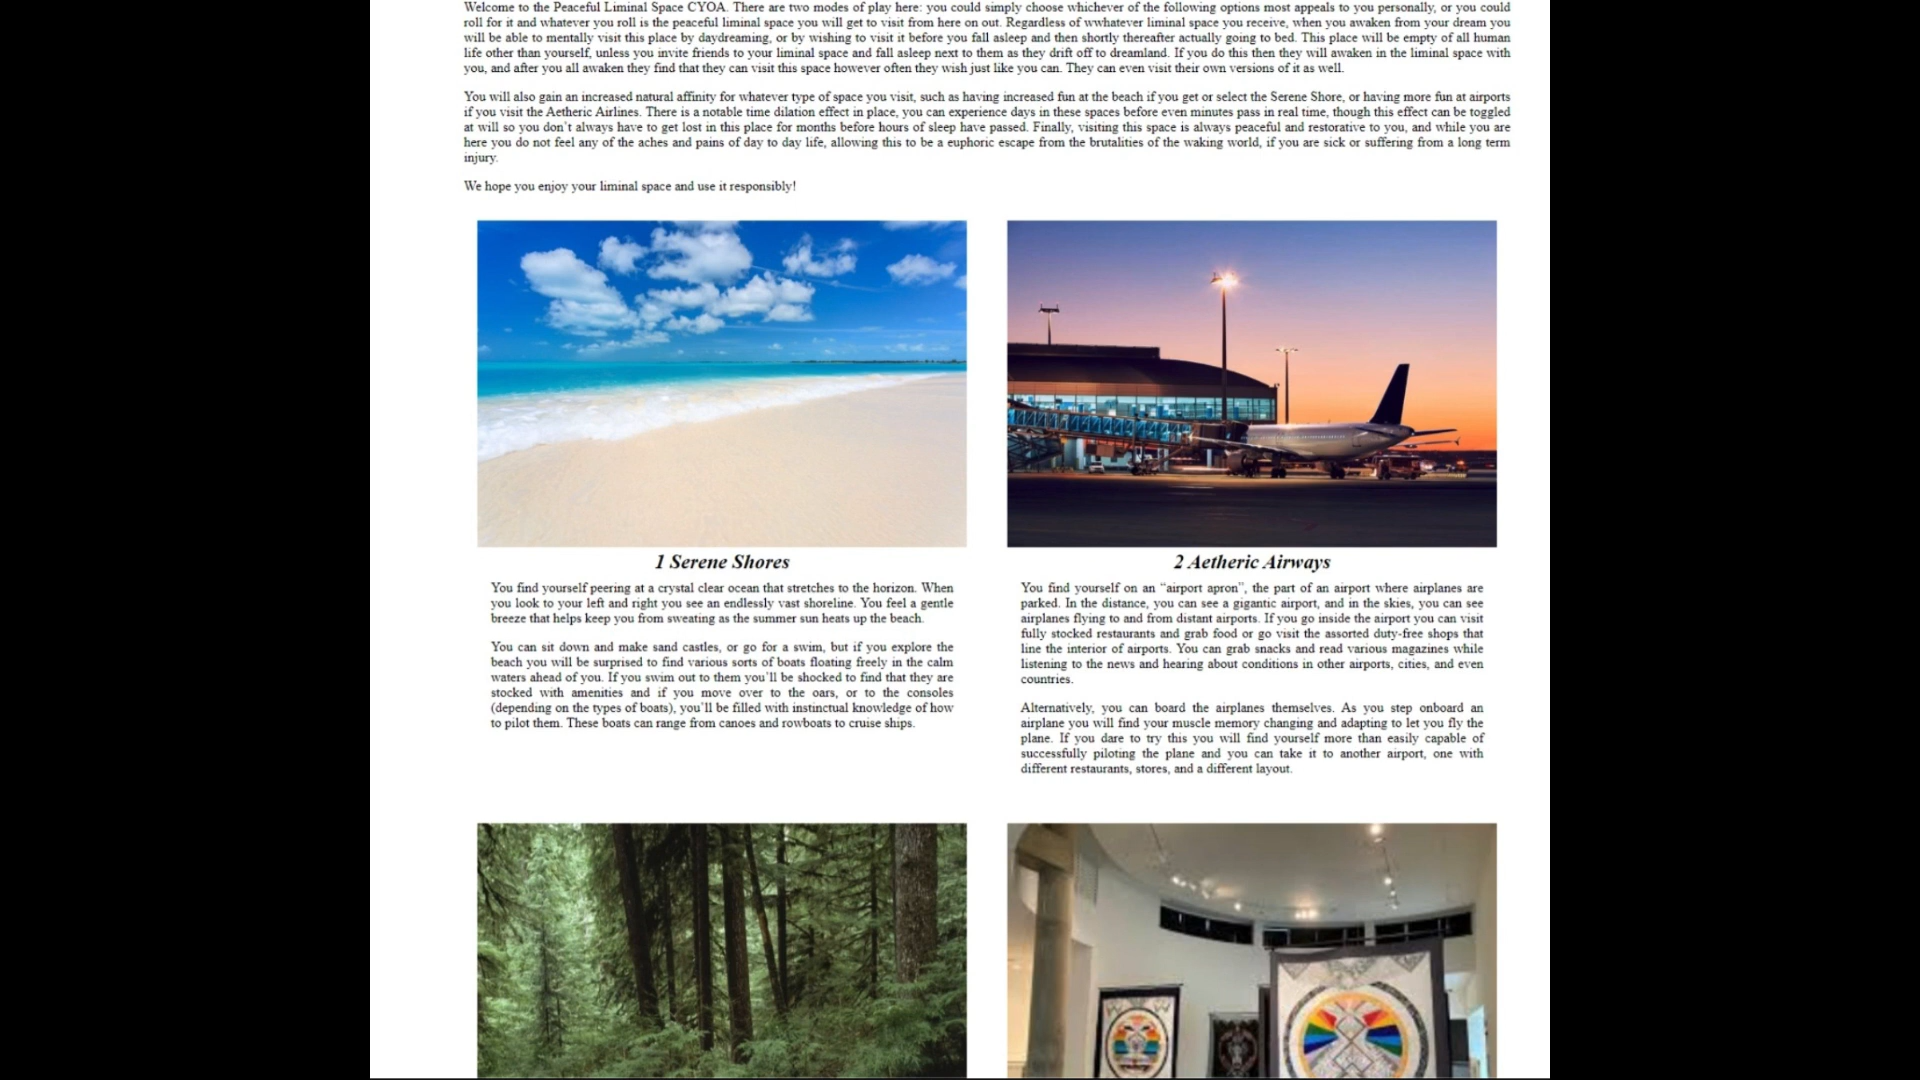 Welcome to the Peaceful Liminal Space CYOA. There are two modes of play here: you could simply choose whichever of the following options most appeals to you personally, or you could
roll for it and whatever you roll is the peaceful liminal space you will get to visit from here on out. Regardless of wwhatever liminal space you receive, when you awaken from your dream you
will be able to mentally visit this place by daydreaming, or by wishing to visit it before you fall asleep and then shortly thereafter actually going to bed. This place will be empty of all human
life other than yourself, unless you invite friends to your liminal space and fall asleep next to them as they drift off to dreamland. If you do this then they will awaken in the liminal space with
you, and after you all awaken they find that they can visit this space however often they wish just like you can. They can even visit their own versions of it as well.
You will also gain an increased natural affinity for whatever type of space you visit, such as having increased fun at the beach if you get or select the Serene Shore, or having more fun at airports
if you visit the Aetheric Airlines. There is a notable time dilation effect in place, you can experience days in these spaces before even minutes pass in real time, though this effect can be toggled
at will so you don't always have to get lost in this place for months before hours of sleep have passed. Finally, visiting this space is always peaceful and restorative to you, and while you are
here you do not feel any of the aches and pains of day to day life, allowing this to be a euphoric escape from the brutalities of the waking world, if you are sick or suffering from a long term
injury.
We hope you enjoy your liminal space and use it responsibly!
1 Serene Shores
You find yourself peering at a crystal clear ocean that stretches to the horizon. When
you look to your left and right you see an endlessly vast shoreline. You feel a gentle
breeze that helps keep you from sweating as the summer sun heats up the beach.
You can sit down and make sand castles, or go for a swim, but if you explore the
beach you will be surprised to find various sorts of boats floating freely in the calm
waters ahead of you. If you swim out to them you'll be shocked to find that they are
stocked with amenities and if you move over to the oars, or to the consoles
(depending on the types of boats), you'll be filled with instinctual knowledge of how
to pilot them. These boats can range from canoes and rowboats to cruise ships.
2 Aetheric Airways
You find yourself on an “airport apron”, the part of an airport where airplanes are
parked. In the distance, you can see a gigantic airport, and in the skies, you can see
airplanes flying to and from distant airports. If you go inside the airport you can visit
fully stocked restaurants and grab food or go visit the assorted duty-free shops that
line the interior of airports. You can grab snacks and read various magazines while
listening to the news and hearing about conditions in other airports, cities, and even
countries.
Alternatively, you can board the airplanes themselves. As you step onboard an
airplane you will find your muscle memory changing and adapting to let you fly the
plane. If you dare to try this you will find yourself more than easily capable of
successfully piloting the plane and you can take it to another airport, one with
different restaurants, stores, and a different layout.